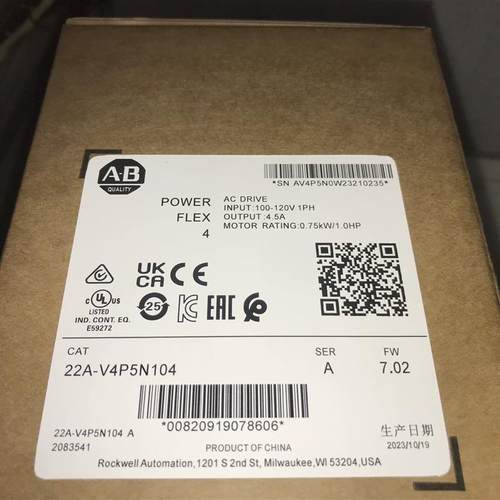 *SN AV4P5N0W23210235*
A-B
QUALITY
POWER
FLEX
4
AC DRIVE
INPUT:100-120V 1PH
OUTPUT:4.5A
MOTOR RATING:0.75kW/1.0HP
UK
CA
CE
c UL us
LISTED
IND. CONT. EQ.
E59272
25
EAC
CAT
22A-V4P5N104
SER
A
FW
7.02
22A-V4P5N104 A
2083541
*00820919078606*
生产日期
2023/10/19
PRODUCT OF CHINA
Rockwell Automation,1201 S 2nd St, Milwaukee,WI 53204,USA